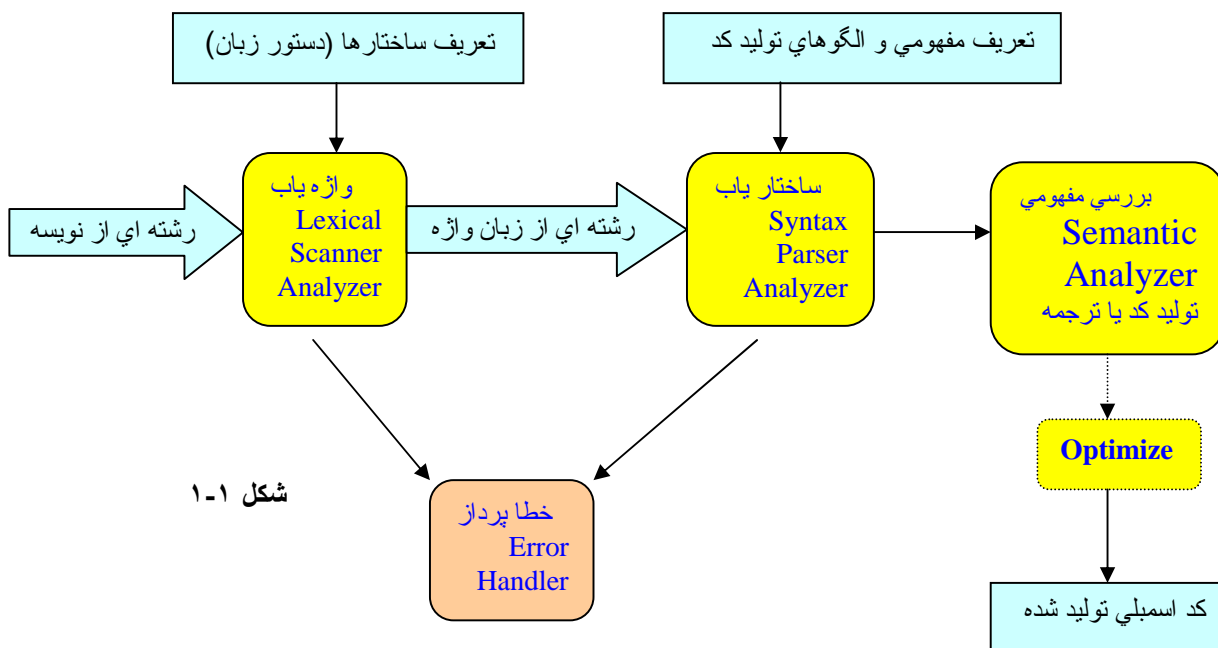 تعريف ساختارها (دستور زبان)
تعريف مفهومي و الگوهاي توليد كد
رشته اي از نويسه
واژه ياب
Lexical
Scanner
Analyzer
رشته اي از زبان واژه
ساختار ياب
Syntax
Parser
Analyzer
بررسي مفهومي
Semantic
Analyzer
توليد كد يا ترجمه
Optimize
شكل ۱-۱
خطا پرداز
Error
Handler
كد اسمبلي توليد شده